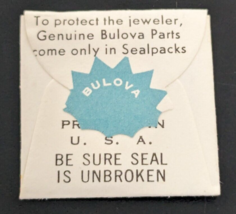 To protect the jeweler,
Genuine Bulova Parts
come only in Sealpacks
BULOVA
U. S. A.
BE SURE SEAL
IS UNBROKEN